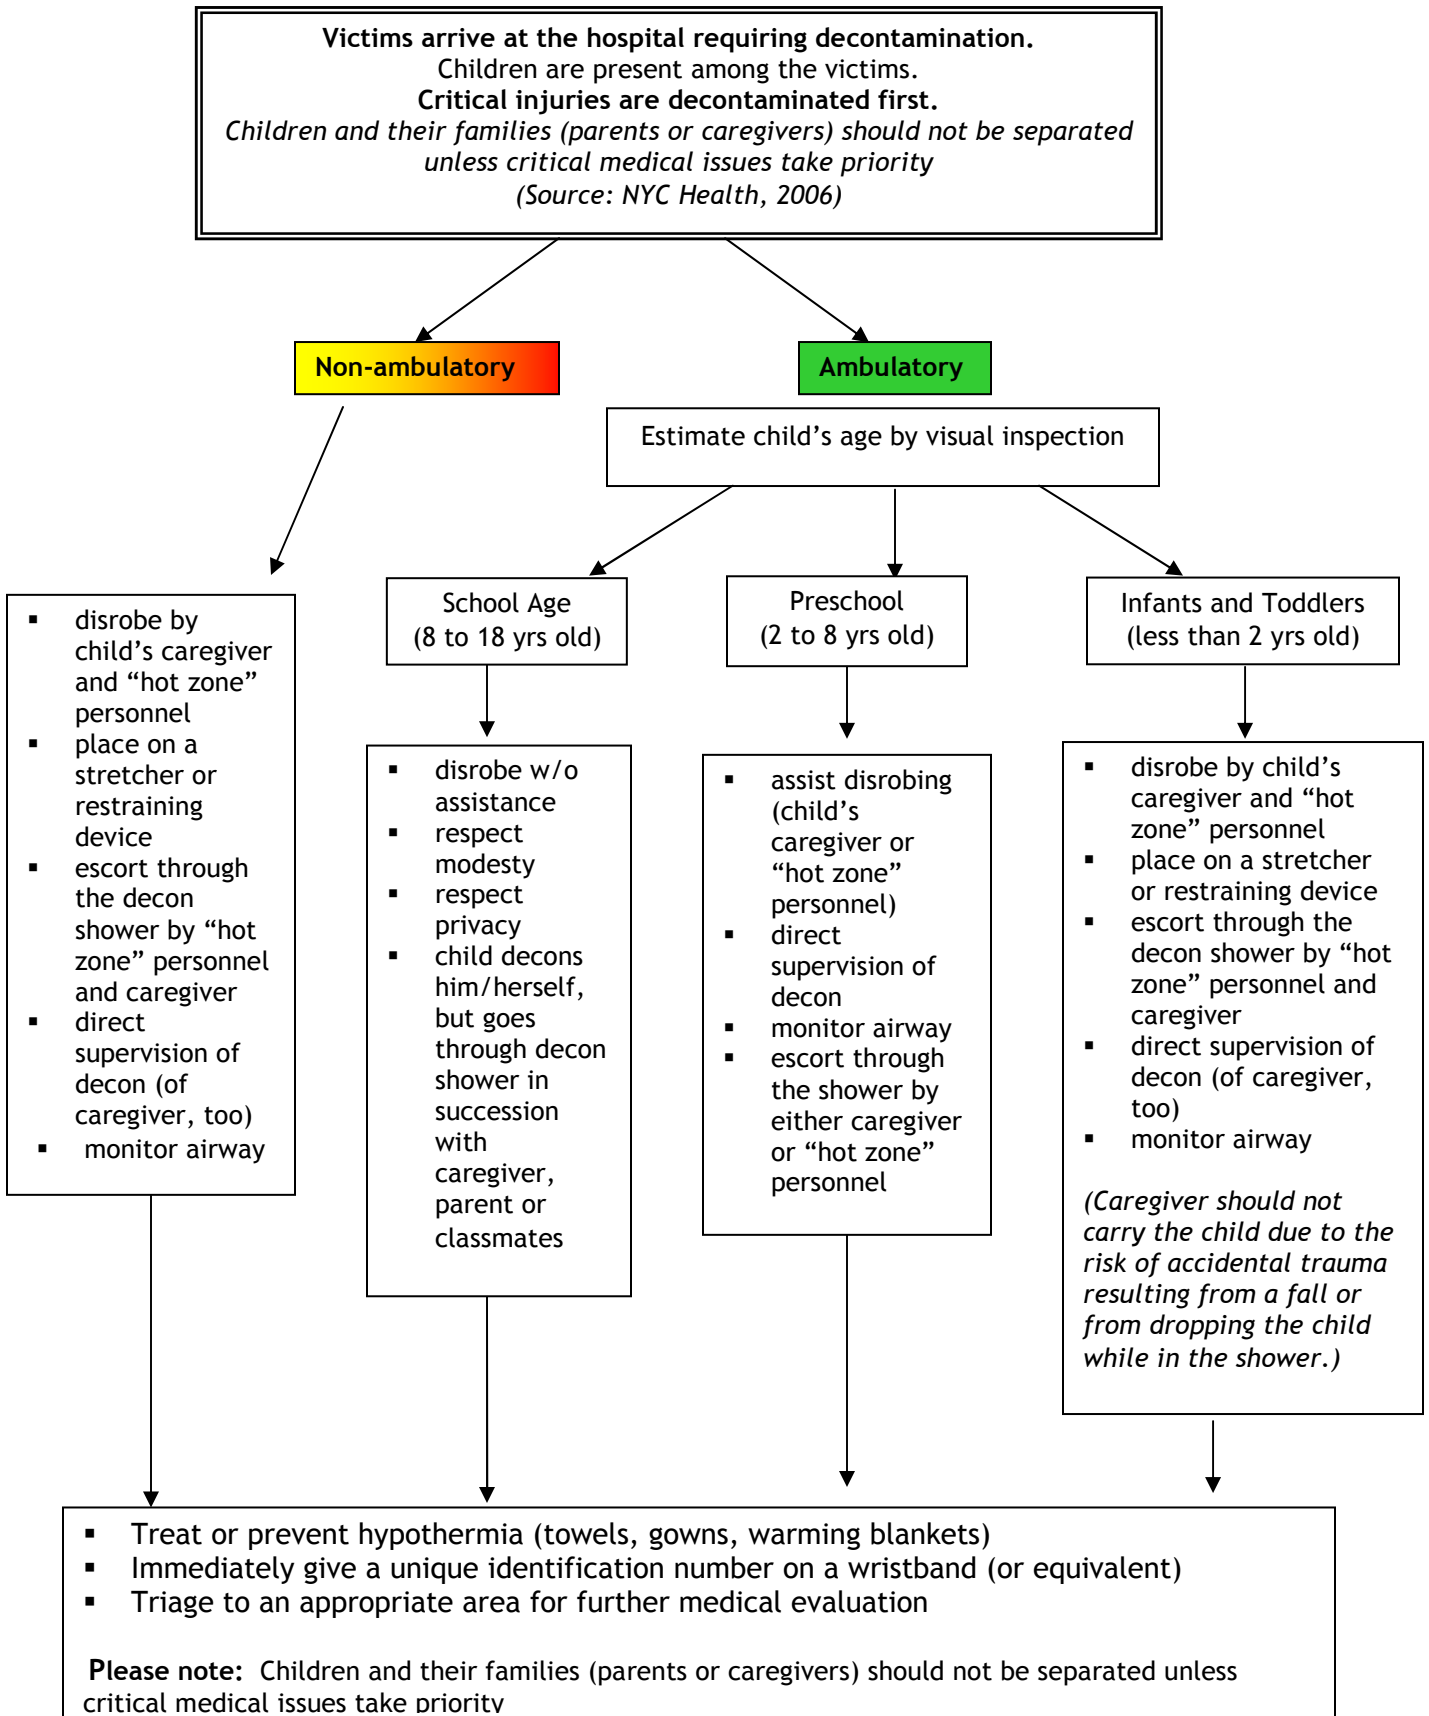 Victims arrive at the hospital requiring decontamination.
Children are present among the victims.
Critical injuries are decontaminated first.
Children and their families (parents or caregivers) should not be separated
unless critical medical issues take priority
(Source: NYC Health, 2006)
Non-ambulatory
Ambulatory
Estimate child’s age by visual inspection
▪ disrobe by
child’s caregiver
and “hot zone”
personnel
▪ place on a
stretcher or
restraining
device
▪ escort through
the decon
shower by “hot
zone” personnel
and caregiver
▪ direct
supervision of
decon (of
caregiver, too)
▪ monitor airway
School Age
(8 to 18 yrs old)
▪ disrobe w/o
assistance
▪ respect
modesty
▪ respect
privacy
▪ child decons
him/herself,
but goes
through decon
shower in
succession
with
caregiver,
parent or
classmates
Preschool
(2 to 8 yrs old)
▪ assist disrobing
(child’s
caregiver or
“hot zone”
personnel)
▪ direct
supervision of
decon
▪ monitor airway
▪ escort through
the shower by
either caregiver
or “hot zone”
personnel
Infants and Toddlers
(less than 2 yrs old)
▪ disrobe by child’s
caregiver and “hot
zone” personnel
▪ place on a stretcher
or restraining device
▪ escort through the
decon shower by “hot
zone” personnel and
caregiver
▪ direct supervision of
decon (of caregiver,
too)
▪ monitor airway
(Caregiver should not
carry the child due to the
risk of accidental trauma
resulting from a fall or
from dropping the child
while in the shower.)
▪ Treat or prevent hypothermia (towels, gowns, warming blankets)
▪ Immediately give a unique identification number on a wristband (or equivalent)
▪ Triage to an appropriate area for further medical evaluation
Please note: Children and their families (parents or caregivers) should not be separated unless
critical medical issues take priority